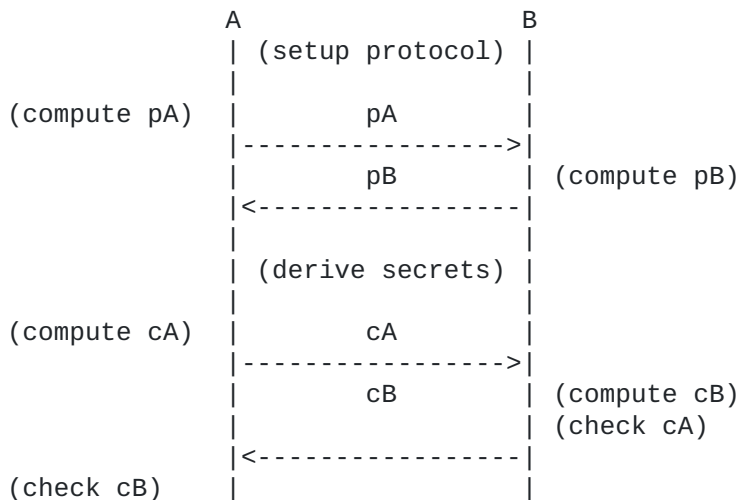 A                  B
| (setup protocol) |
|                  |
(compute pA)  |        pA        |
|----------------->|
|        pB        | (compute pB)
|<-----------------|
|                  |
| (derive secrets) |
|                  |
(compute cA)  |        cA        |
|----------------->|
|        cB        | (compute cB)
|                  | (check cA)
|<-----------------|
(check cB)    |                  |